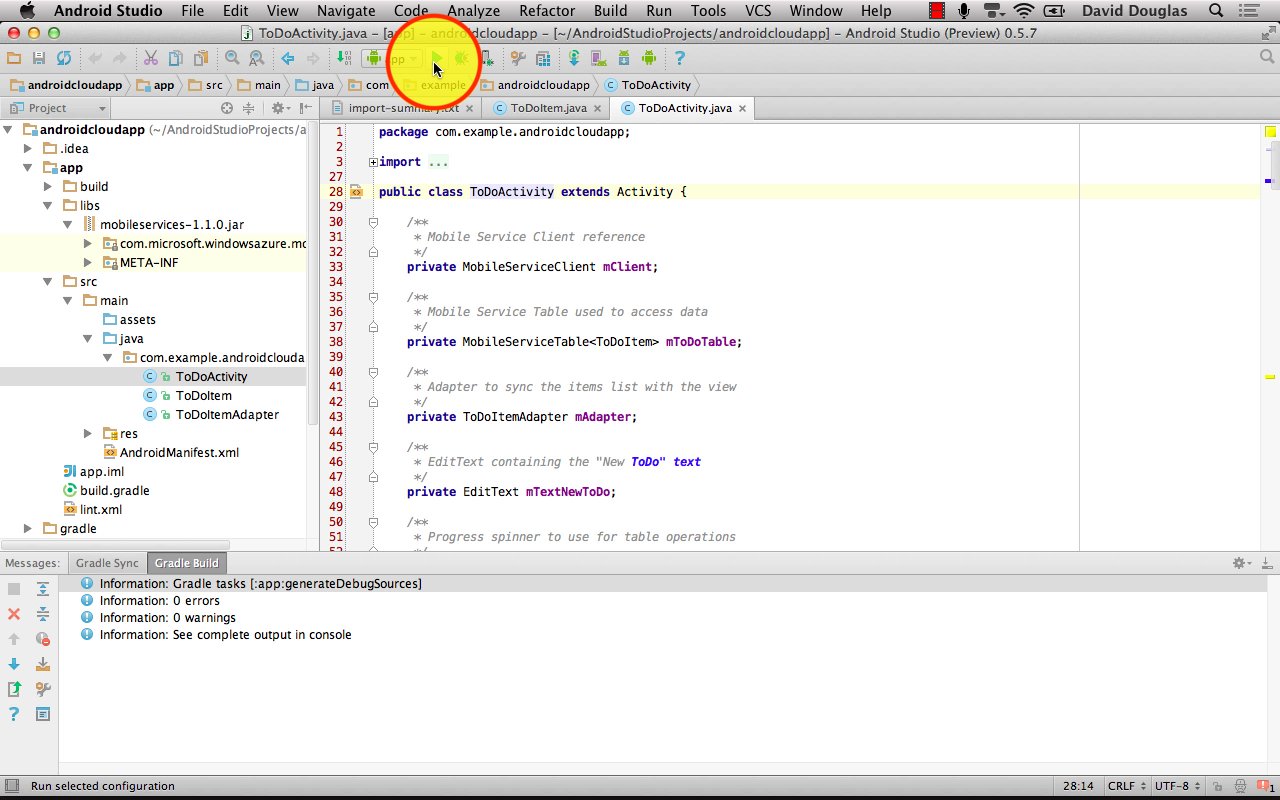 Android Studio File Edit View Navigate Code Analyze Refactor Build Run Tools VCS Window Help David Douglas
ToDoActivity.java – [app] – androidcloudapp – [~/AndroidStudioProjects/androidcloudapp] – Android Studio (Preview) 0.5.7
androidcloudapp app src main java com example androidcloudapp ToDoActivity
Project
import-summary.txt ToDoItem.java ToDoActivity.java
androidcloudapp (~/AndroidStudioProjects/a
.idea
app
build
libs
mobileservices-1.1.0.jar
com.microsoft.windowsazure.mo
META-INF
src
main
assets
java
com.example.androidclouda
ToDoActivity
ToDoItem
ToDoItemAdapter
res
AndroidManifest.xml
app.iml
build.gradle
lint.xml
gradle
1 package com.example.androidcloudapp;
2
3 import ...
27
28 public class ToDoActivity extends Activity {
29
30 /**
31 * Mobile Service Client reference
32 */
33 private MobileServiceClient mClient;
34
35 /**
36 * Mobile Service Table used to access data
37 */
38 private MobileServiceTable<ToDoItem> mToDoTable;
39
40 /**
41 * Adapter to sync the items list with the view
42 */
43 private ToDoItemAdapter mAdapter;
44
45 /**
46 * EditText containing the "New ToDo" text
47 */
48 private EditText mTextNewToDo;
49
50 /**
51 * Progress spinner to use for table operations
Messages: Gradle Sync Gradle Build
Information: Gradle tasks [:app:generateDebugSources]
Information: 0 errors
Information: 0 warnings
Information: See complete output in console
Run selected configuration 28:14 CRLF UTF-8 1